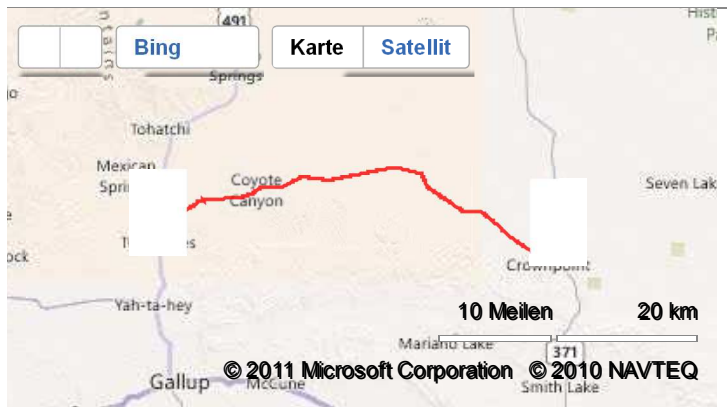 491
Hist
Bing
Karte
Satellit
Springs
Tohatchi
Mexican
Coyote
Canyon
Seven Lak
Crownpoint
Yah-ta-hey
10 Meilen
20 km
Mariano Lake
371
© 2011 Microsoft Corporation © 2010 NAVTEQ
Gallup
McCune
Smith Lake